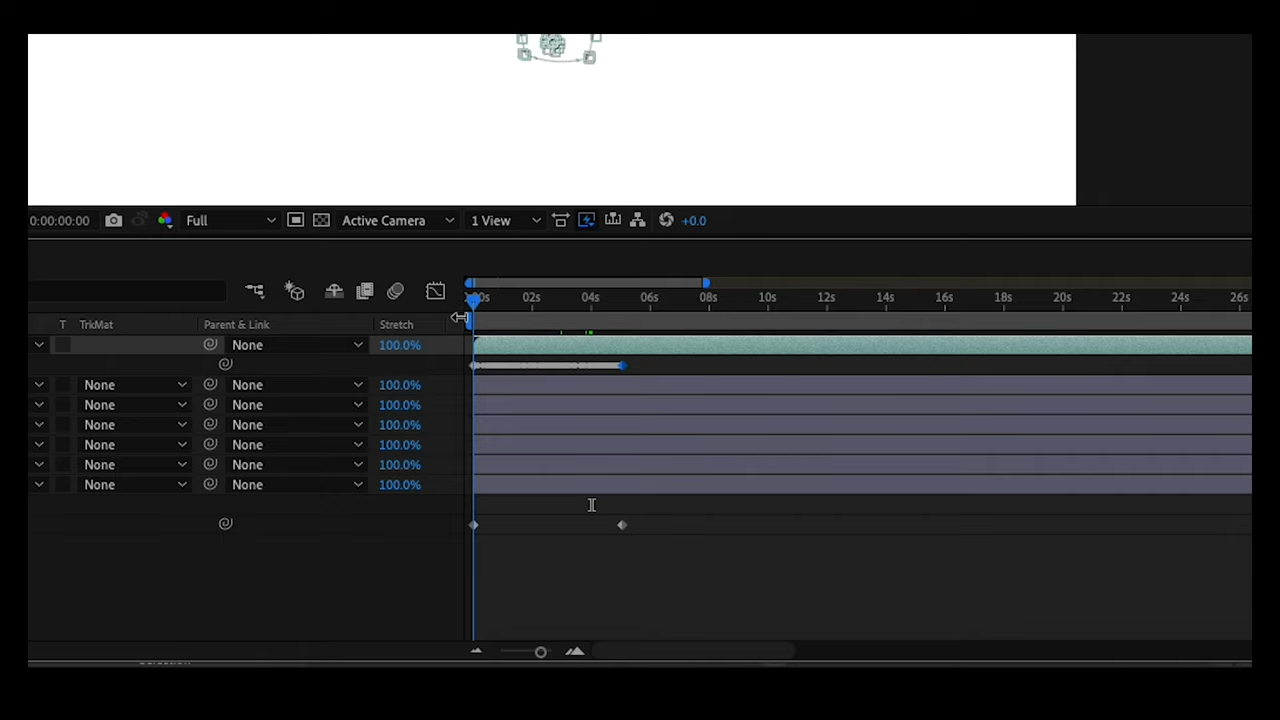 0:00:00:00 Full Active Camera 1 View +0.0
00s 02s 04s 06s 08s 10s 12s 14s 16s 18s 20s 22s 24s 26s
T TrkMat Parent & Link Stretch
None 100.0%
None None 100.0%
None None 100.0%
None None 100.0%
None None 100.0%
None None 100.0%
None None 100.0%